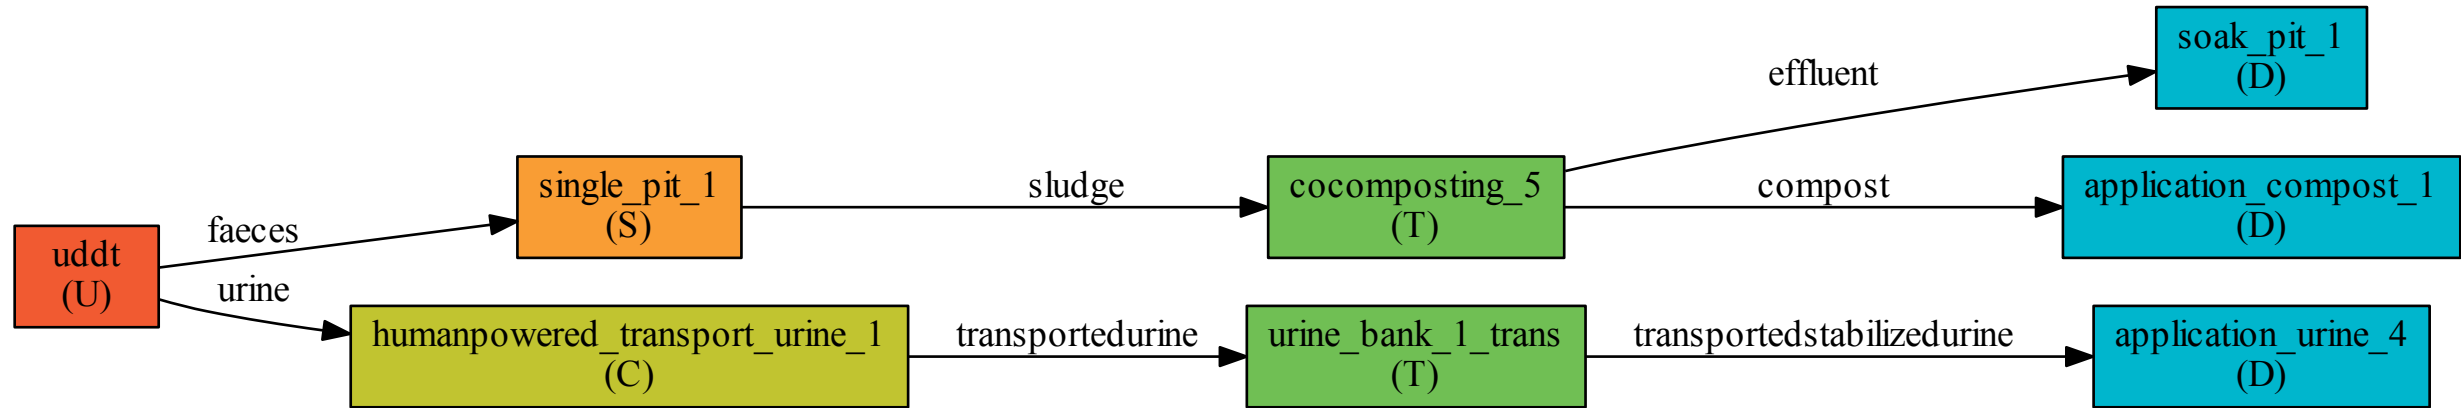 uddt
(U)
faeces
urine
single_pit_1
(S)
humanpowered_transport_urine_1
(C)
sludge
transportedurine
cocomposting_5
(T)
urine_bank_1_trans
(T)
effluent
compost
transportedstabilizedurine
soak_pit_1
(D)
application_compost_1
(D)
application_urine_4
(D)